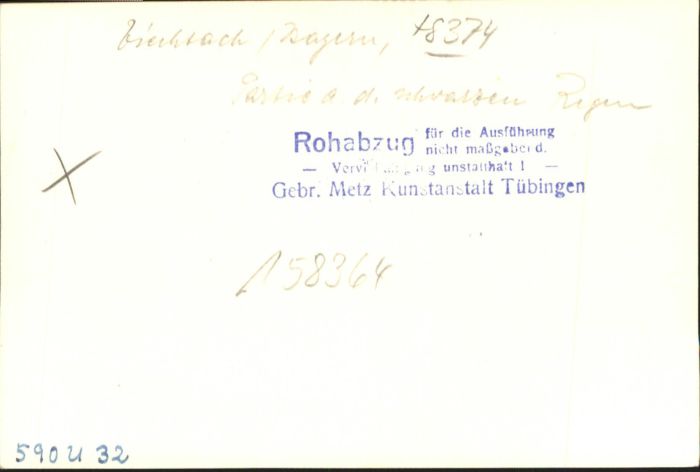 Viechtach / Bayern, +8374
Partie a. d. schwarzen Regen
Rohabzug für die Ausführung
nicht maßgebend.
— Vervielfältigung unstatthaft! —
Gebr. Metz Kunstanstalt Tübingen
X
158364
590 U 32